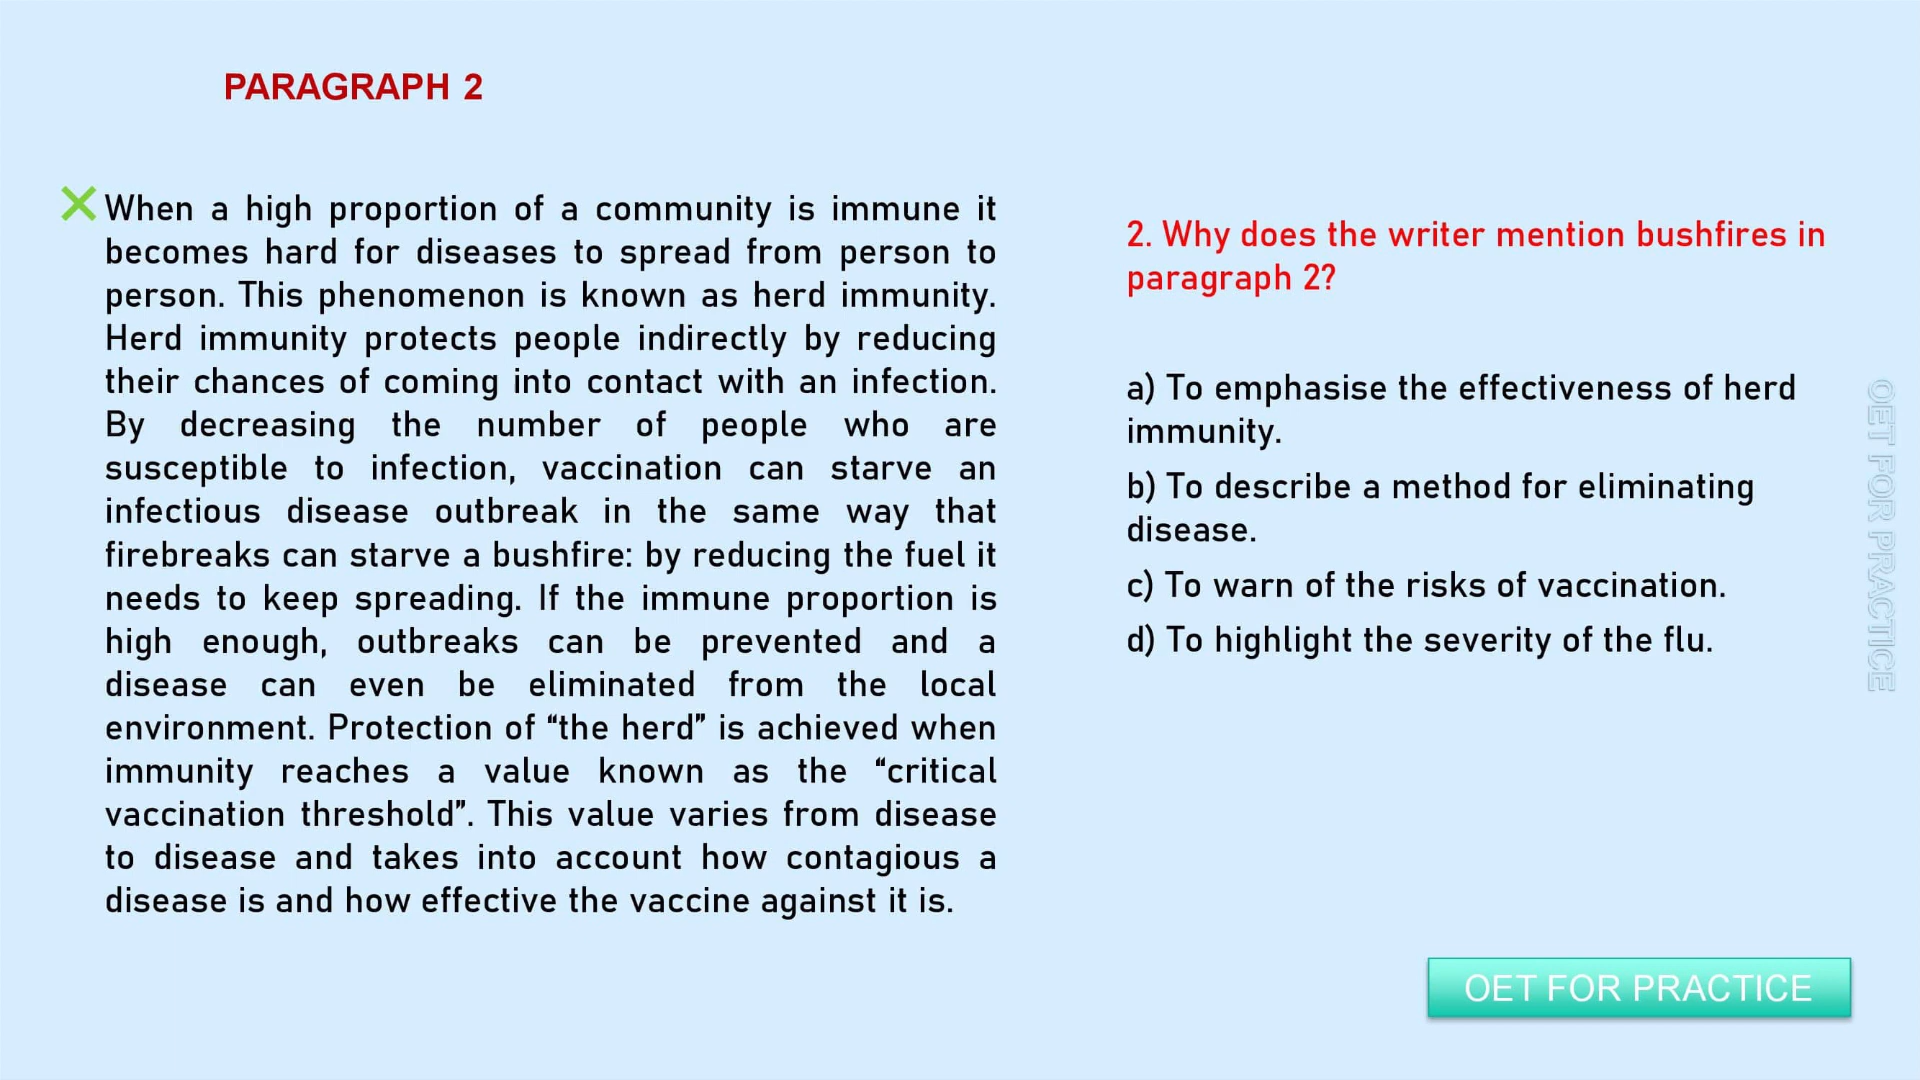 PARAGRAPH 2
When a high proportion of a community is immune it
becomes hard for diseases to spread from person to
person. This phenomenon is known as herd immunity.
Herd immunity protects people indirectly by reducing
their chances of coming into contact with an infection.
By decreasing the number of people who are
susceptible to infection, vaccination can starve an
infectious disease outbreak in the same way that
firebreaks can starve a bushfire: by reducing the fuel it
needs to keep spreading. If the immune proportion is
high enough, outbreaks can be prevented and a
disease can even be eliminated from the local
environment. Protection of “the herd” is achieved when
immunity reaches a value known as the “critical
vaccination threshold”. This value varies from disease
to disease and takes into account how contagious a
disease is and how effective the vaccine against it is.
2. Why does the writer mention bushfires in
paragraph 2?
a) To emphasise the effectiveness of herd
immunity.
b) To describe a method for eliminating
disease.
c) To warn of the risks of vaccination.
d) To highlight the severity of the flu.
OET FOR PRACTICE
OET FOR PRACTICE